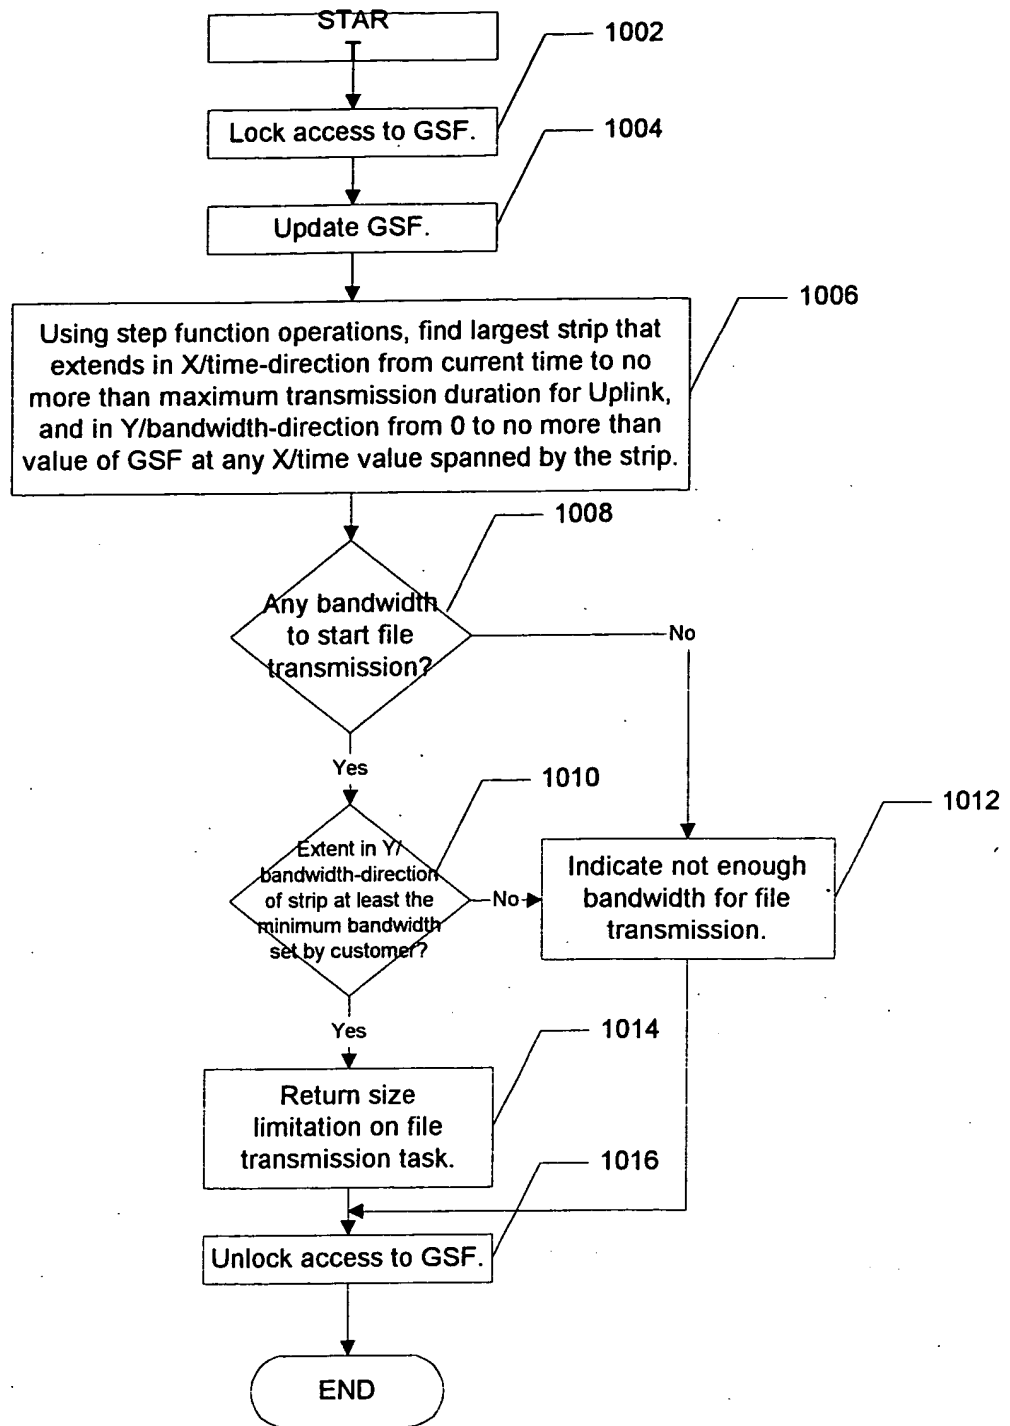 STAR
T
1002
Lock access to GSF.
1004
Update GSF.
1006
Using step function operations, find largest strip that
extends in X/time-direction from current time to no
more than maximum transmission duration for Uplink,
and in Y/bandwidth-direction from 0 to no more than
value of GSF at any X/time value spanned by the strip.
1008
Any bandwidth
to start file
transmission?
No
Yes
1010
Extent in Y/
bandwidth-direction
of strip at least the
minimum bandwidth
set by customer?
No
1012
Indicate not enough
bandwidth for file
transmission.
Yes
1014
Return size
limitation on file
transmission task.
1016
Unlock access to GSF.
END